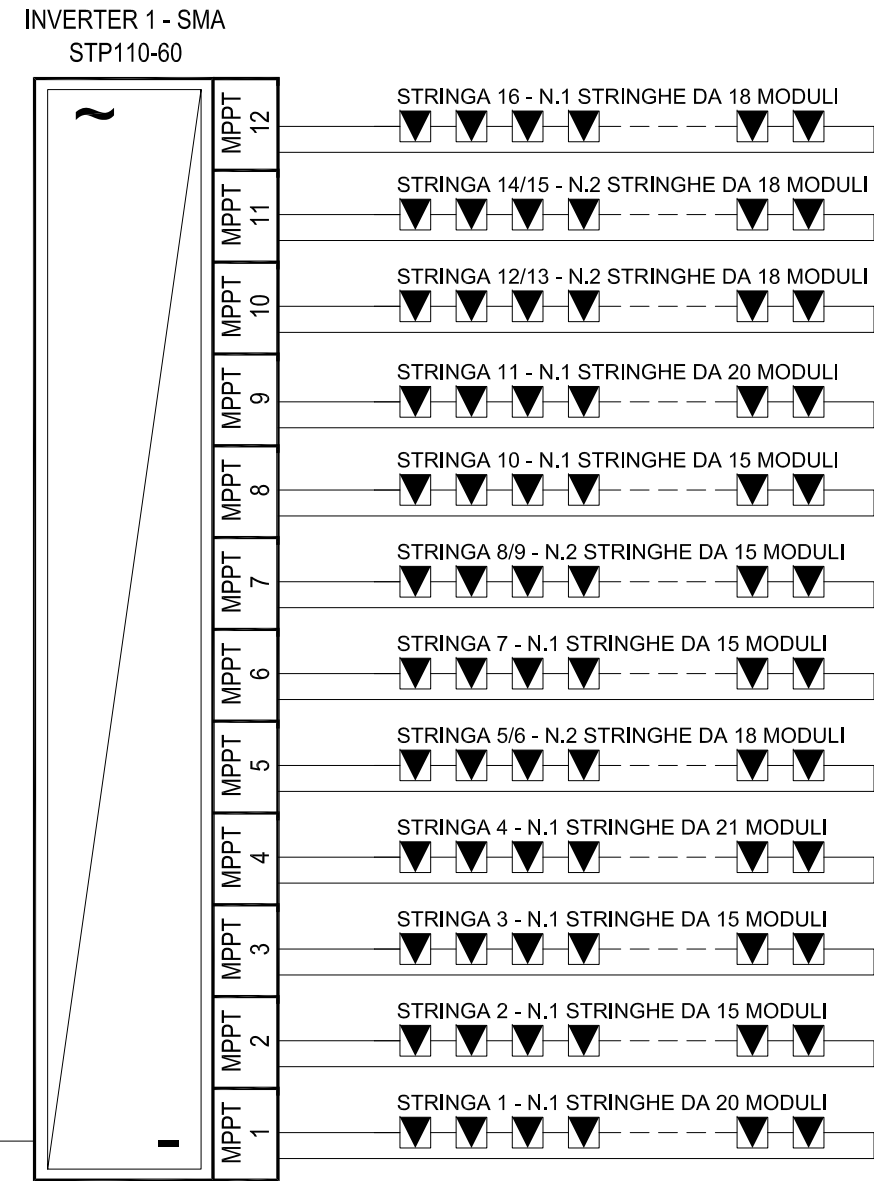 INVERTER 1 - SMA
STP110-60
~
MPPT
12
STRINGA 16 - N.1 STRINGHE DA 18 MODULI
MPPT
11
STRINGA 14/15 - N.2 STRINGHE DA 18 MODULI
MPPT
10
STRINGA 12/13 - N.2 STRINGHE DA 18 MODULI
MPPT
9
STRINGA 11 - N.1 STRINGHE DA 20 MODULI
MPPT
8
STRINGA 10 - N.1 STRINGHE DA 15 MODULI
MPPT
7
STRINGA 8/9 - N.2 STRINGHE DA 15 MODULI
MPPT
6
STRINGA 7 - N.1 STRINGHE DA 15 MODULI
MPPT
5
STRINGA 5/6 - N.2 STRINGHE DA 18 MODULI
MPPT
4
STRINGA 4 - N.1 STRINGHE DA 21 MODULI
MPPT
3
STRINGA 3 - N.1 STRINGHE DA 15 MODULI
MPPT
2
STRINGA 2 - N.1 STRINGHE DA 15 MODULI
MPPT
1
STRINGA 1 - N.1 STRINGHE DA 20 MODULI
-